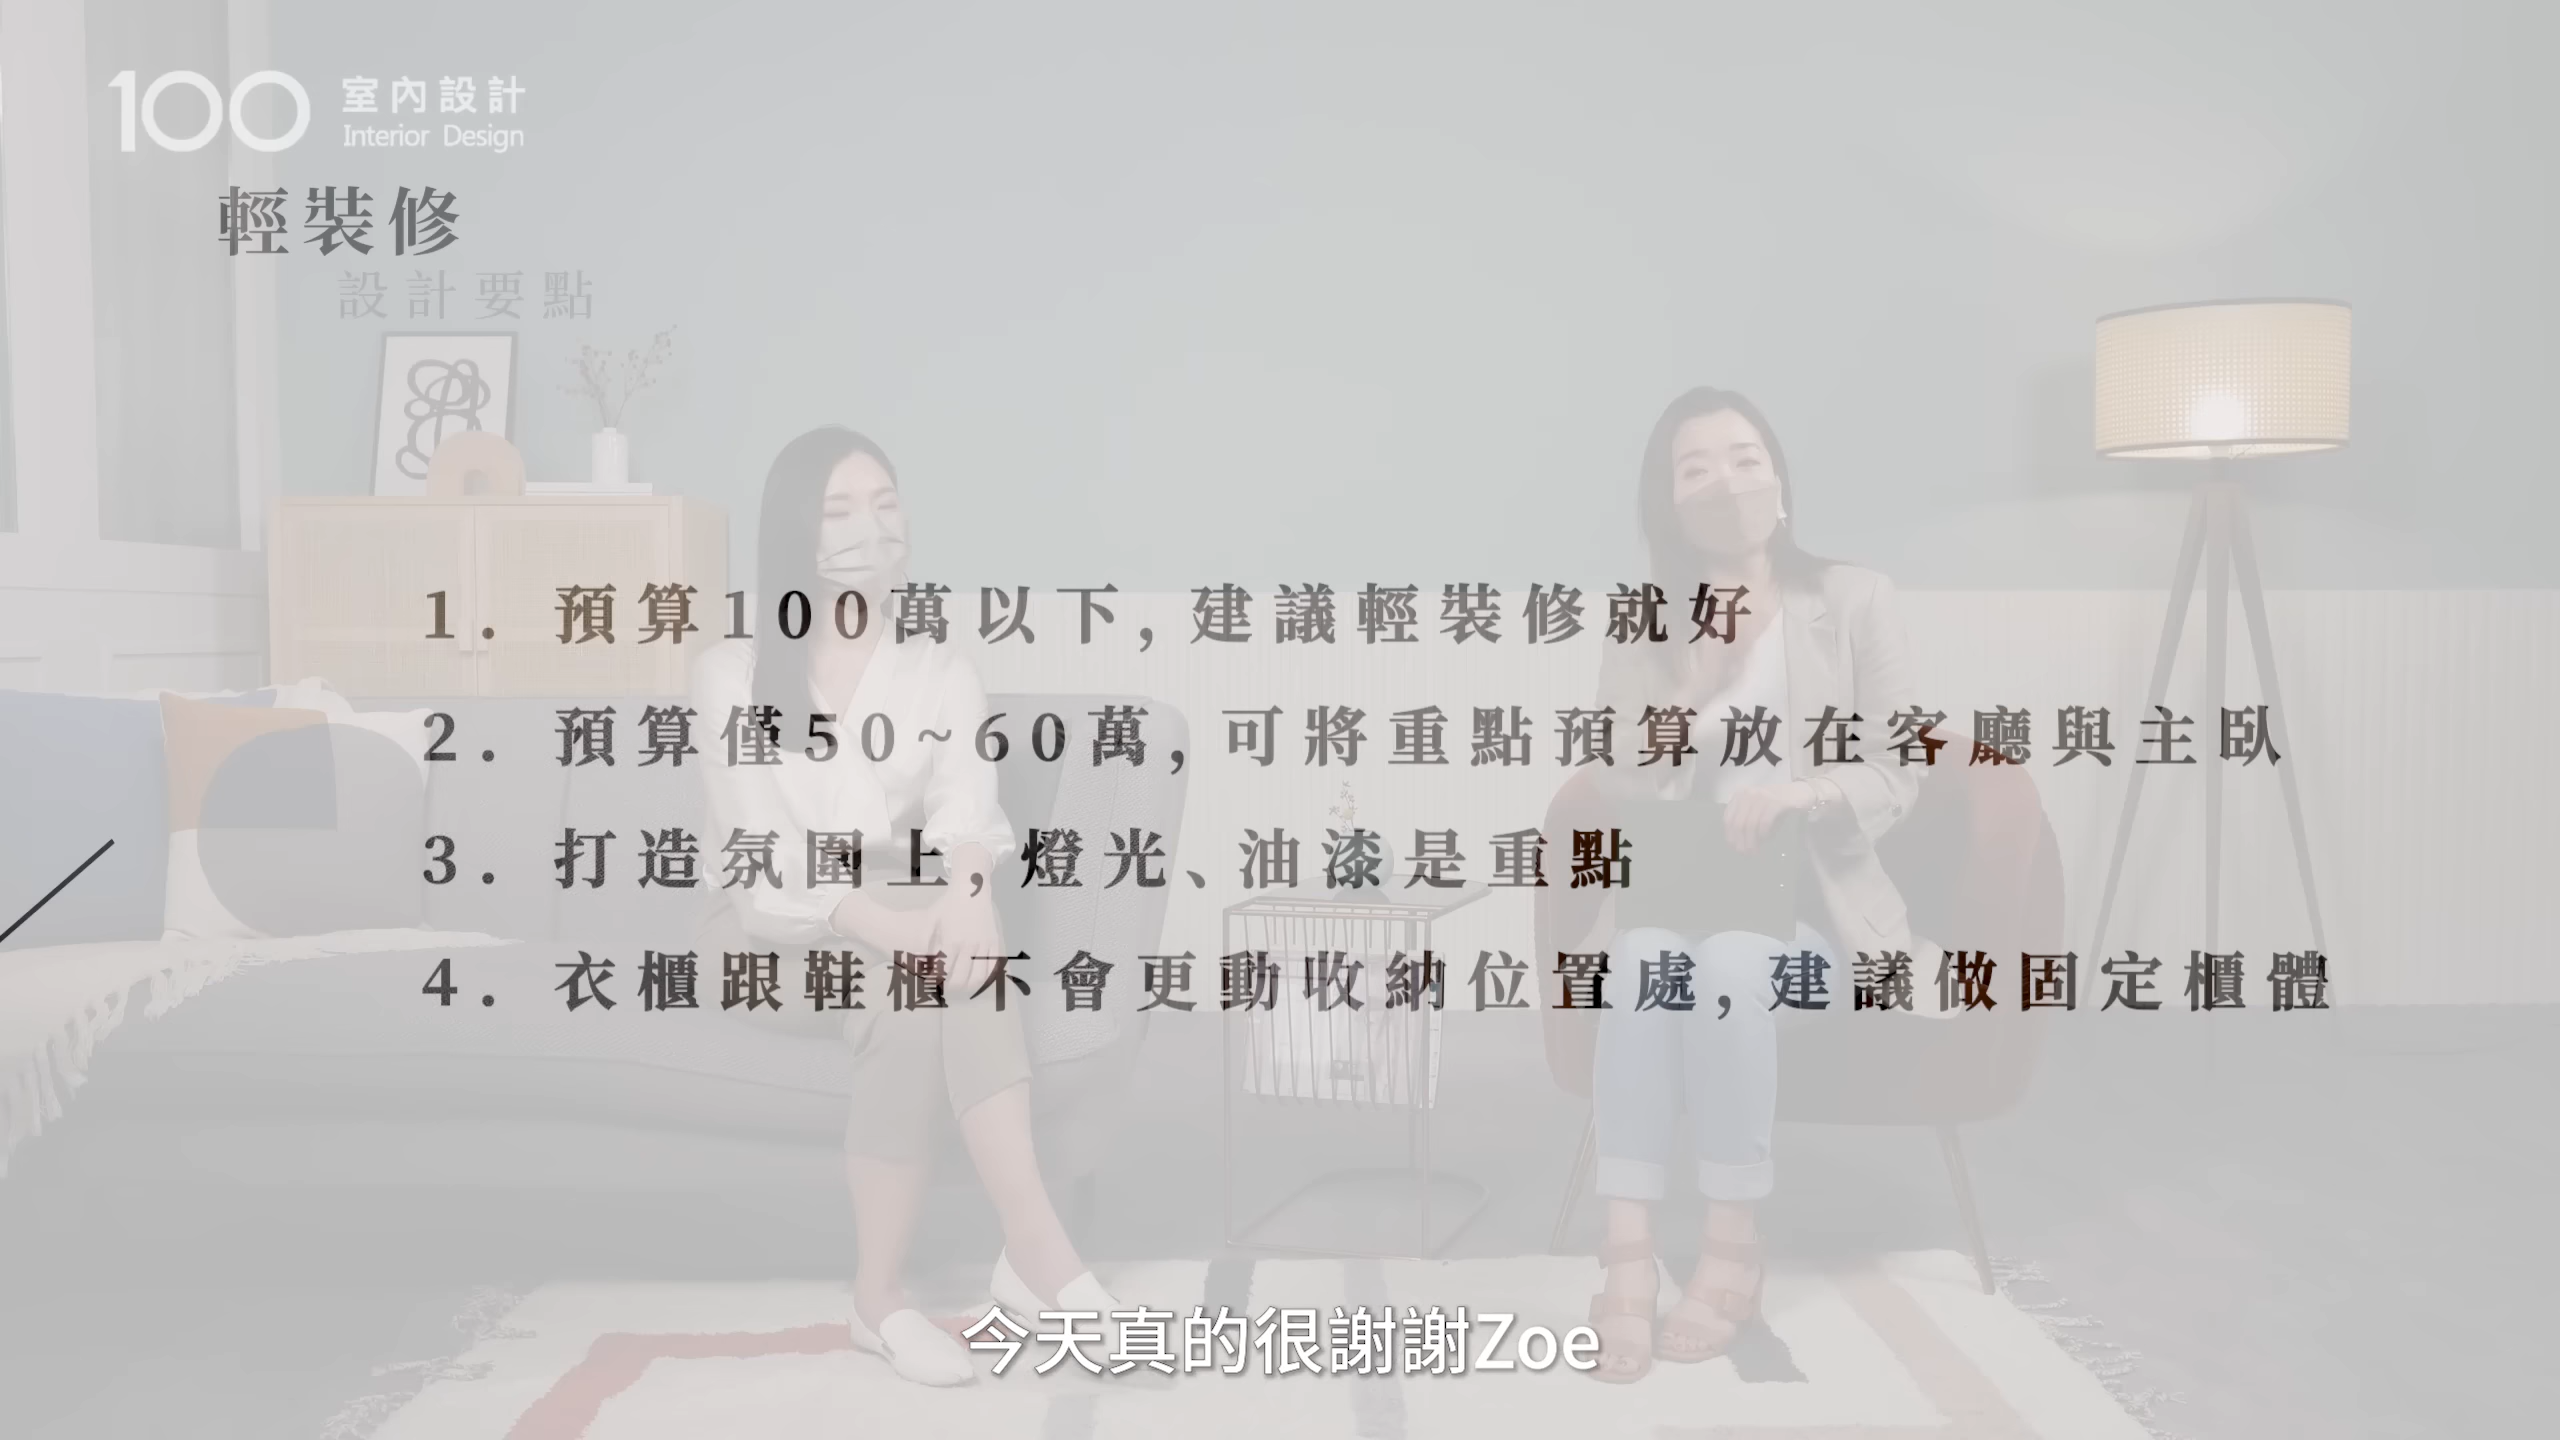 100 室內設計
Interior Design
輕裝修
設計要點
1. 預算100萬以下, 建議輕裝修就好
2. 預算僅50~60萬, 可將重點預算放在客廳與主臥
3. 打造氛圍上, 燈光、油漆是重點
4. 衣櫃跟鞋櫃不會更動收納位置處, 建議做固定櫃體
今天真的很謝謝Zoe